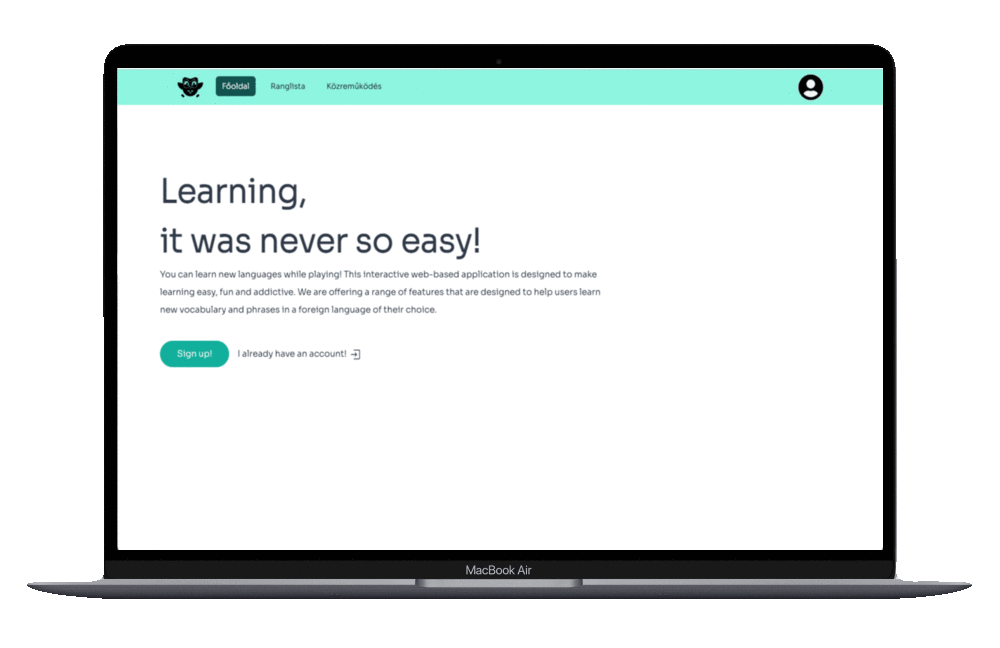 Főoldal Ranglista Közreműködés
Learning,
it was never so easy!
You can learn new languages while playing! This interactive web-based application is designed to make
learning easy, fun and addictive. We are offering a range of features that are designed to help users learn
new vocabulary and phrases in a foreign language of their choice.
Sign up! I already have an account!
MacBook Air